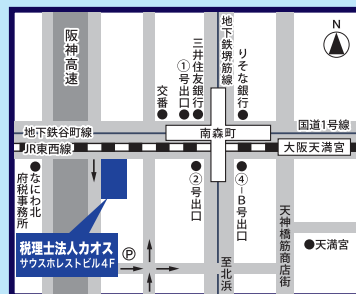 阪神高速
交番
①号出口
三井住友銀行
地下鉄堺筋線
りそな銀行
N
地下鉄谷町線
南森町
国道1号線
JR東西線
大阪天満宮
なにわ北
府税事務所
②号出口
④-B号出口
税理士法人カオス
サウスホレストビル4F
P
至北浜
天神橋筋商店街
天満宮